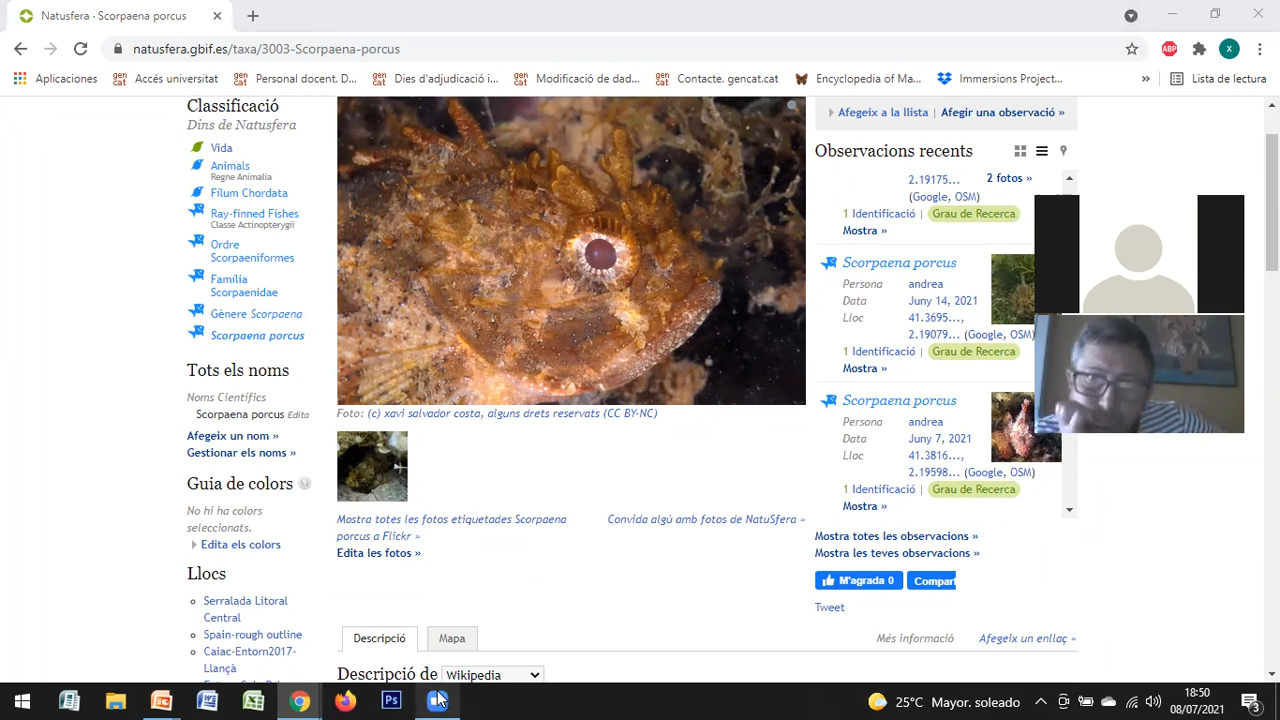 Natusfera · Scorpaena porcus
natusfera.gbif.es/taxa/3003-Scorpaena-porcus
ABP
X
Aplicaciones
gencat Accés universitat
gencat Personal docent. D...
gencat Dies d'adjudicació i...
gencat Modificació de dad...
gencat Contacte. gencat.cat
Encyclopedia of Ma...
Immersions Project...
»
Lista de lectura
Classificació
Dins de Natusfera
Vida
Animals
Regne Animalia
Fílum Chordata
Ray-finned Fishes
Classe Actinopterygii
Ordre
Scorpaeniformes
Família
Scorpaenidae
Gènere Scorpaena
Scorpaena porcus
Tots els noms
Noms Científics
Scorpaena porcus Edita
Afegeix un nom »
Gestionar els noms »
Guia de colors
No hi ha colors
seleccionats.
Edita els colors
Llocs
Serralada Litoral
Central
Spain-rough outline
Caiac-Entorn2017-
Llançà
Foto: (c) xavi salvador costa, alguns drets reservats (CC BY-NC)
Mostra totes les fotos etiquetades Scorpaena
porcus a Flickr »
Convida algú amb fotos de NatuSfera »
Edita les fotos »
Descripció
Mapa
Més informació
Afegeix un enllaç »
Descripció de Wikipedia
Afegeix a la llista
Afegir una observació »
Observacions recents
2.19175...
(Google, OSM)
2 fotos »
1 Identificació | Grau de Recerca
Mostra »
Scorpaena porcus
Persona andrea
Data Juny 14, 2021
Lloc 41.3695...,
2.19079... (Google, OSM)
1 Identificació | Grau de Recerca
Mostra »
Scorpaena porcus
Persona andrea
Data Juny 7, 2021
Lloc 41.3816...,
2.19598... (Google, OSM)
1 Identificació | Grau de Recerca
Mostra »
Mostra totes les observacions »
Mostra les teves observacions »
M'agrada 0
Tweet
Ps
25°C Mayor. soleado
18:50
08/07/2021
3